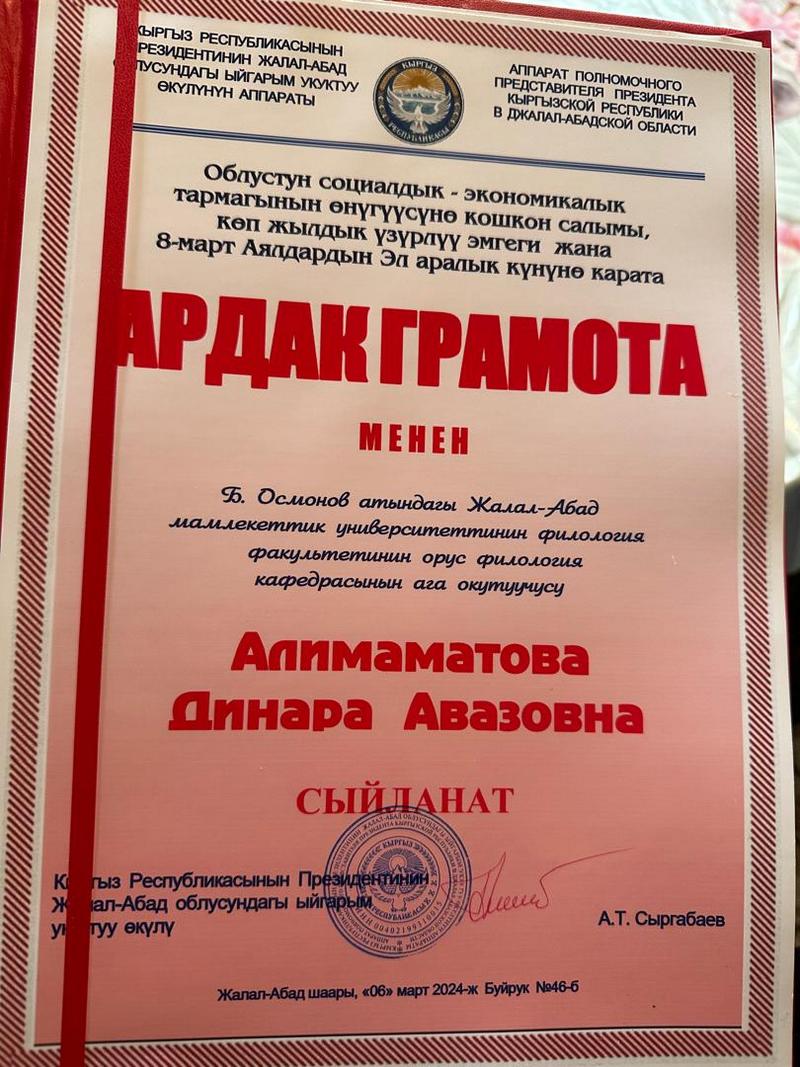 КЫРГЫЗ РЕСПУБЛИКАСЫНЫН
ПРЕЗИДЕНТИНИН ЖАЛАЛ-АБАД
ОБЛУСУНДАГЫ ЫЙГАРЫМ УКУКТУУ
ӨКҮЛҮНҮН АППАРАТЫ
КЫРГЫЗ
РЕСПУБЛИКАСЫ
АППАРАТ ПОЛНОМОЧНОГО
ПРЕДСТАВИТЕЛЯ ПРЕЗИДЕНТА
КЫРГЫЗСКОЙ РЕСПУБЛИКИ
В ДЖАЛАЛ-АБАДСКОЙ ОБЛАСТИ
Облустун социалдык - экономикалык
тармагынын өнүгүүсүнө кошкон салымы,
көп жылдык үзүрлүү эмгеги жана
8-март Аялдардын Эл аралык күнүнө карата
АРДАК ГРАМОТА
МЕНЕН
Б. Осмонов атындагы Жалал-Абад
мамлекеттик университеттинин филология
факультетинин орус филология
кафедрасынын ага окутуучусу
Алимаматова
Динара Авазовна
СЫЙЛАНАТ
Кыргыз Республикасынын Президентинин
Жалал-Абад облусундагы ыйгарым
укуктуу өкүлү
А.Т. Сыргабаев
Жалал-Абад шаары, «06» март 2024-ж Буйрук №46-б